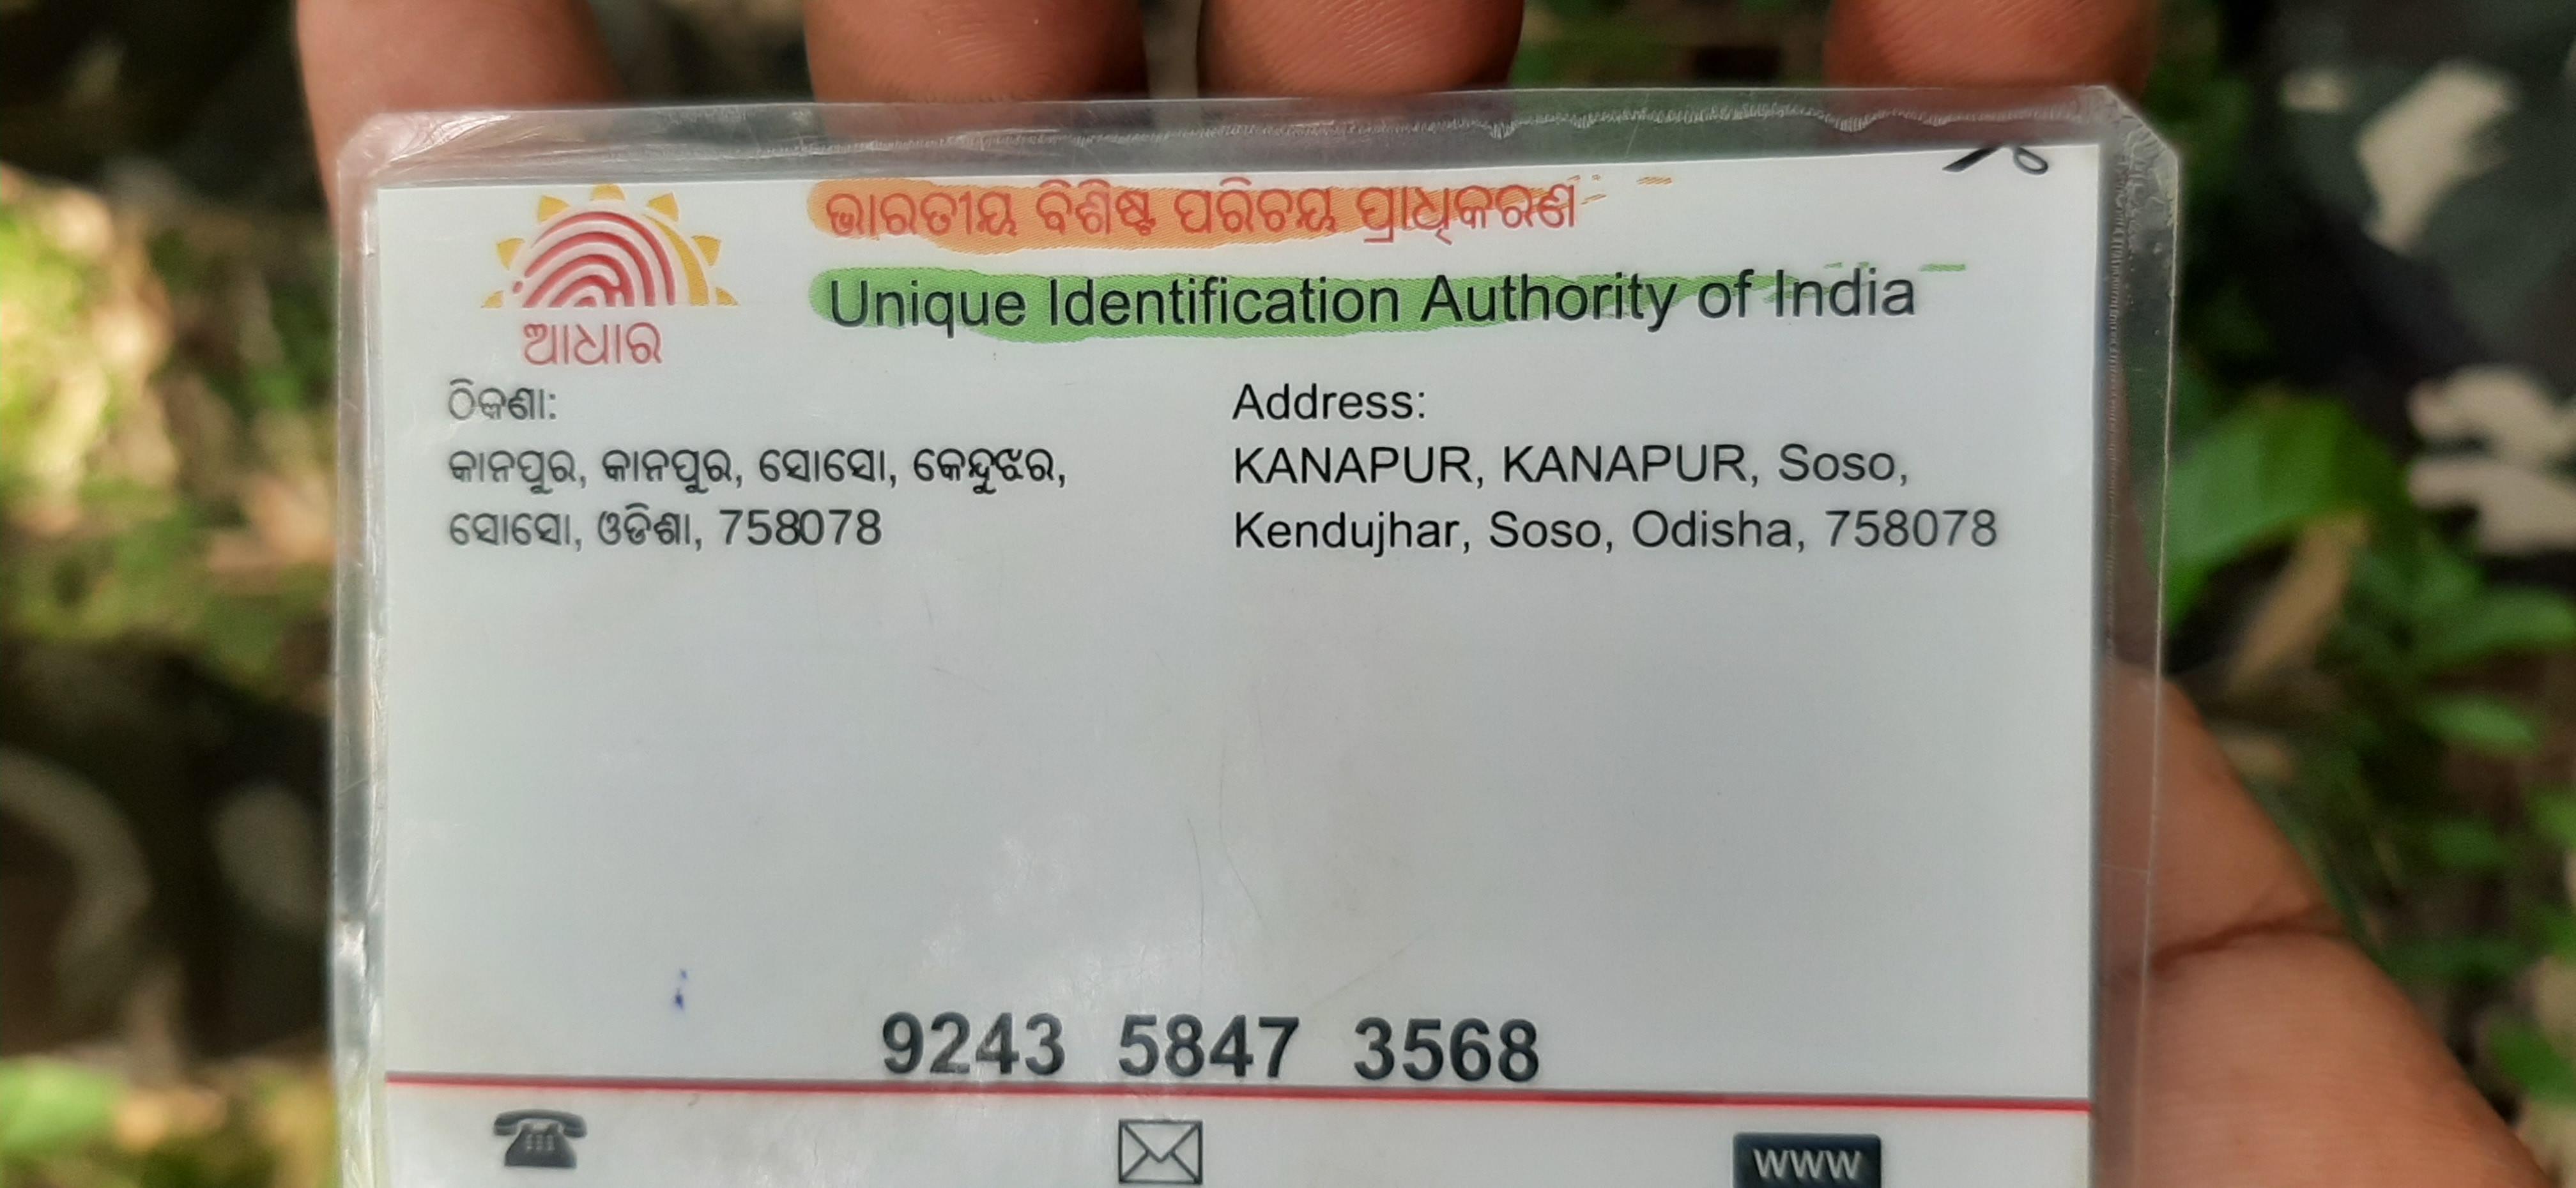 ଭାରତୀୟ ବିଶିଷ୍ଟ ପରିଚୟ ପ୍ରାଧିକରଣ
Unique Identification Authority of India
ଆଧାର
ଠିକଣା:
କାନପୁର, କାନପୁର, ସୋସୋ, କେନ୍ଦୁଝର,
ସୋସୋ, ଓଡିଶା, 758078
Address:
KANAPUR, KANAPUR, Soso,
Kendujhar, Soso, Odisha, 758078
9243 5847 3568
www